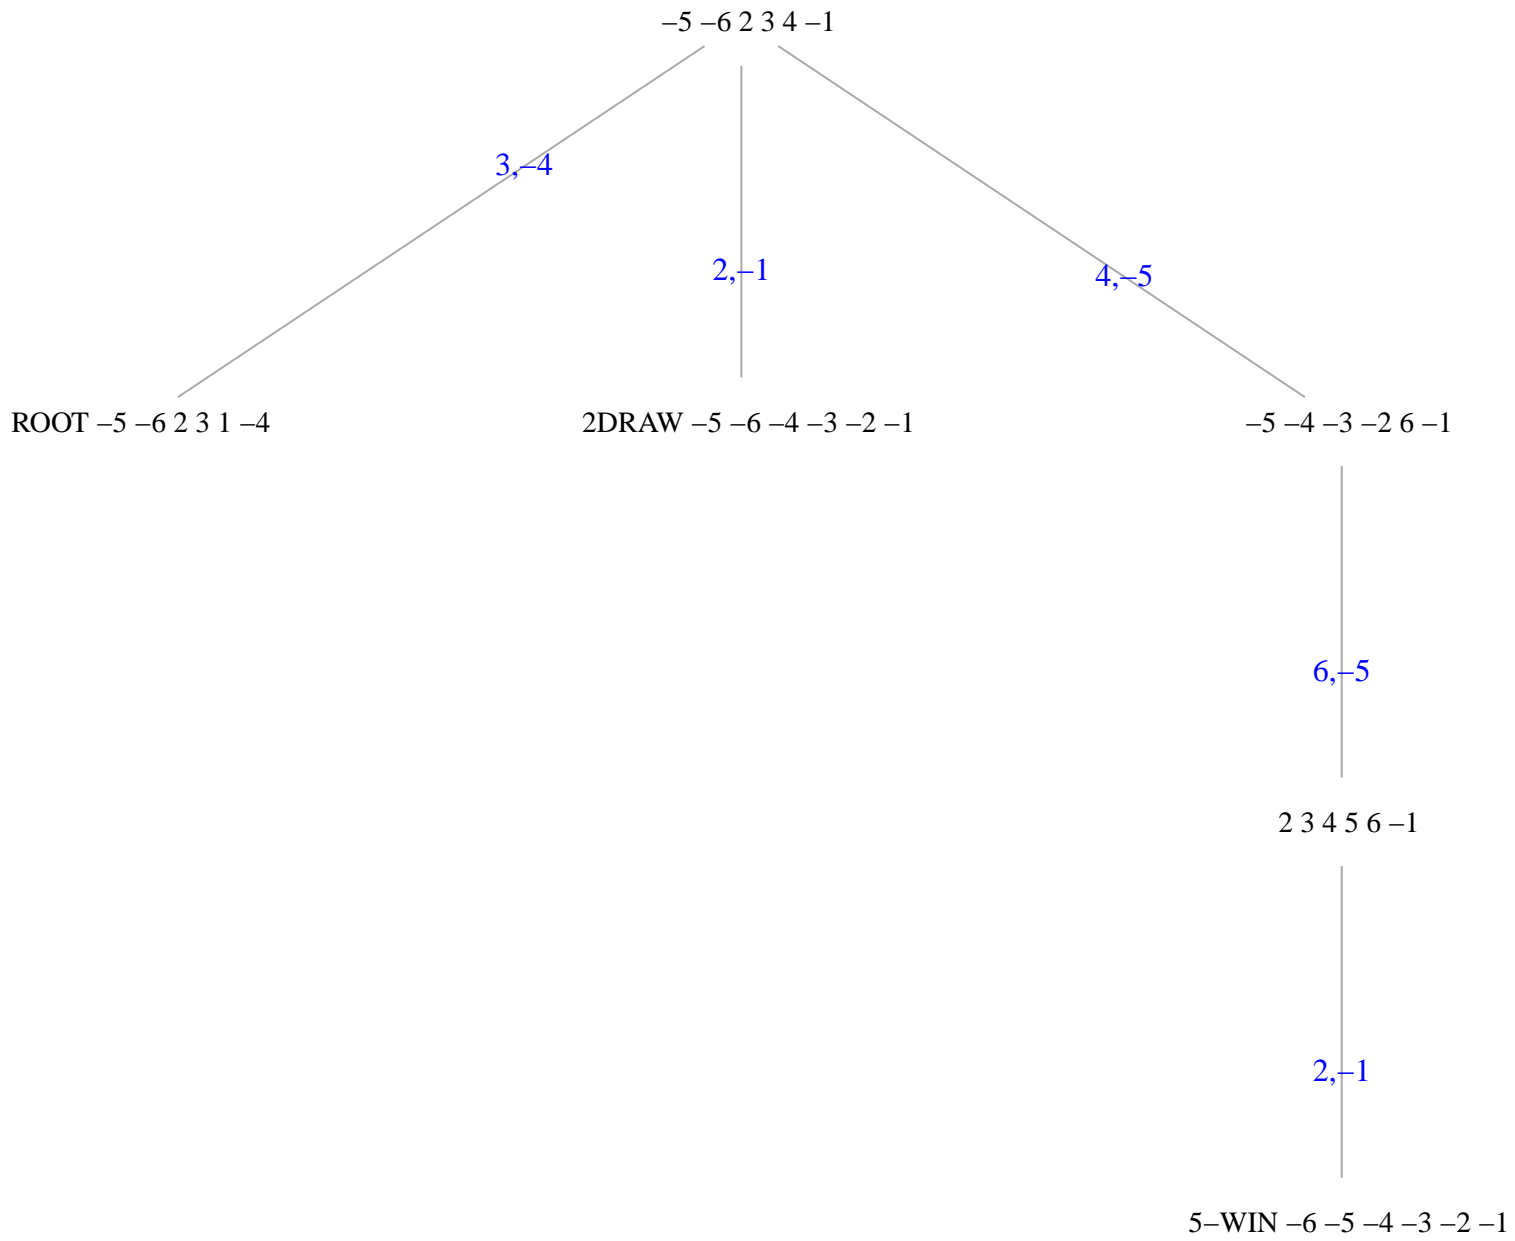 –5 –6 2 3 4 –1
3,–4
2,–1
4,–5
ROOT –5 –6 2 3 1 –4
2DRAW –5 –6 –4 –3 –2 –1
–5 –4 –3 –2 6 –1
6,–5
2 3 4 5 6 –1
2,–1
5–WIN –6 –5 –4 –3 –2 –1